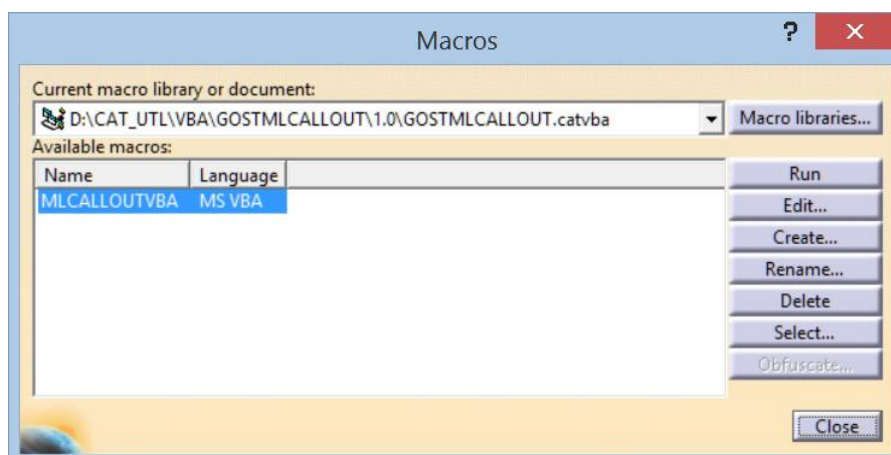 Macros
?
Current macro library or document:
D:\CAT_UTL\VBA\GOSTMLCALLOUT\1.0\GOSTMLCALLOUT.catvba
Macro libraries...
Available macros:
Name Language
MLCALLOUTVBA MS VBA
Run
Edit...
Create...
Rename...
Delete
Select...
Obfuscate...
Close